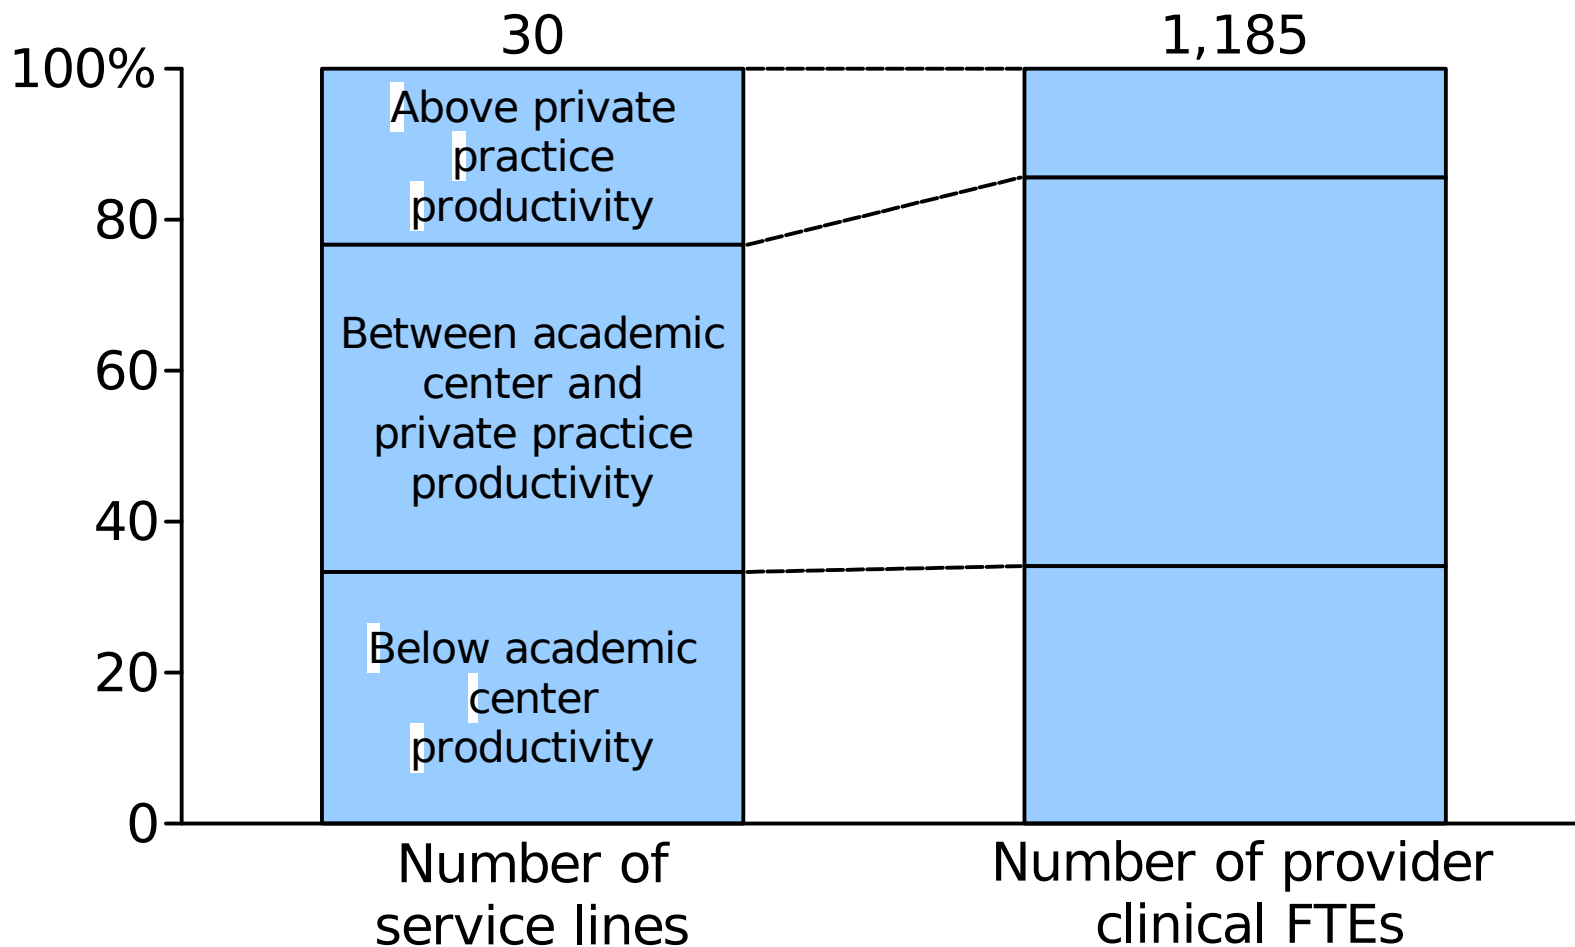 30
1,185
100%
80
60
40
20
0
Above private
practice
productivity
Between academic
center and
private practice
productivity
Below academic
center
productivity
Number of
service lines
Number of provider
clinical FTEs